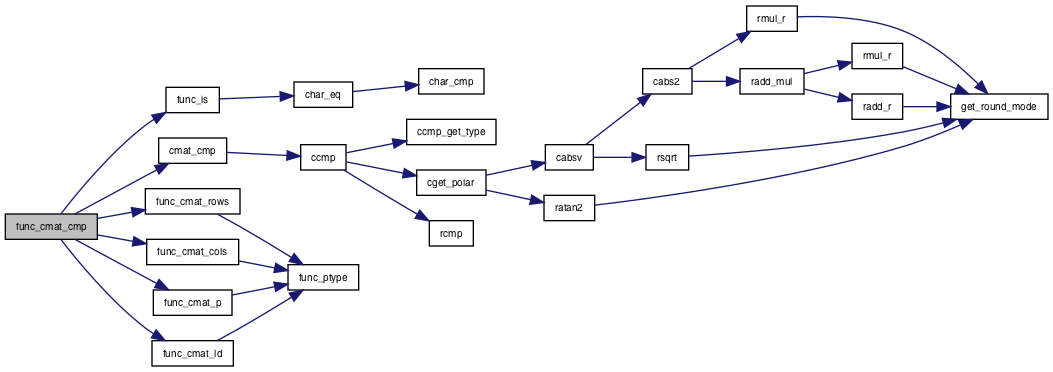 rmul_r
rmul_r
char_cmp
cabs2
radd_mul
char_eq
func_is
radd_r
get_round_mode
ccmp_get_type
cmat_cmp
ccmp
cabsv
rsqrt
cget_polar
func_cmat_rows
ratan2
func_cmat_cmp
rcmp
func_cmat_cols
func_ptype
func_cmat_p
func_cmat_ld